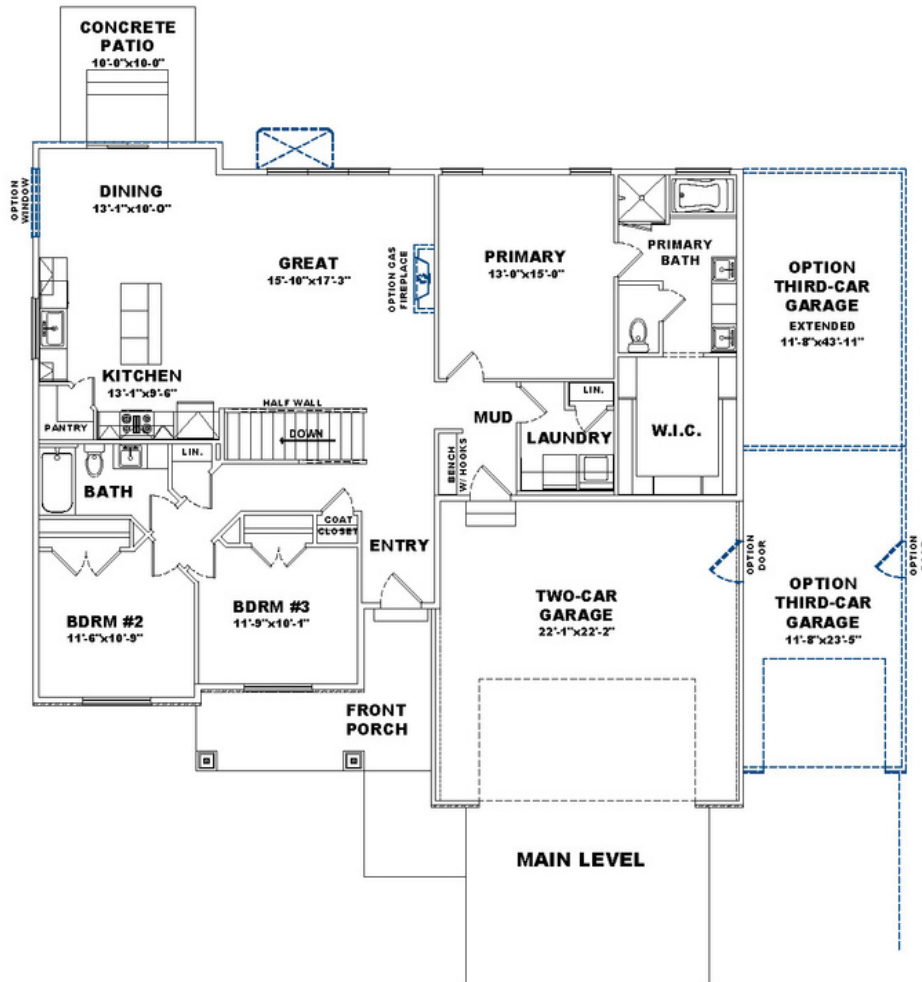 CONCRETE
PATIO
10'-0"x10'-0"
OPTION
WINDOW
DINING
13'-1"x10'-0"
GREAT
15'-10"x17'-3"
OPTION GAS
FIREPLACE
PRIMARY
13'-0"x15'-0"
PRIMARY
BATH
OPTION
THIRD-CAR
GARAGE
EXTENDED
11'-8"x43'-11"
KITCHEN
13'-1"x9'-6"
PANTRY
HALF WALL
DOWN
MUD
LIN.
LAUNDRY
W.I.C.
BENCH
W/ HOOKS
LIN.
BATH
COAT
CLOSET
ENTRY
OPTION
DOOR
OPTION
BDRM #2
11'-6"x10'-9"
BDRM #3
11'-9"x10'-1"
TWO-CAR
GARAGE
22'-1"x22'-2"
OPTION
THIRD-CAR
GARAGE
11'-8"x23'-5"
FRONT
PORCH
MAIN LEVEL